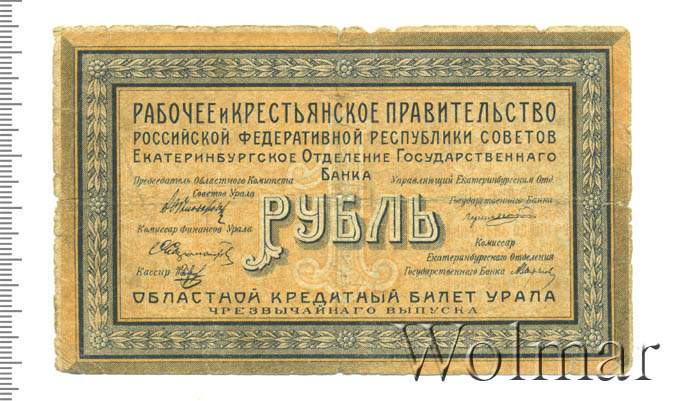 РАБОЧЕЕ И КРЕСТЬЯНСКОЕ ПРАВИТЕЛЬСТВО
РОССИЙСКОЙ ФЕДЕРАТИВНОЙ РЕСПУБЛИКИ СОВЕТОВ
ЕКАТЕРИНБУРГСКОЕ ОТДЕЛЕНИЕ ГОСУДАРСТВЕННАГО
БАНКА
Председатель Областного Комитета
Советов Урала
Управляющий Екатеринбургским Отд.
Государственного Банка
Комиссар Финансов Урала
РУБЛЬ
Комиссар
Екатеринбургского Отделения
Государственнаго Банка
Кассир
ОБЛАСТНОЙ КРЕДИТНЫЙ БИЛЕТ УРАЛА
ЧРЕЗВЫЧАЙНАГО ВЫПУСКА
Wolmar